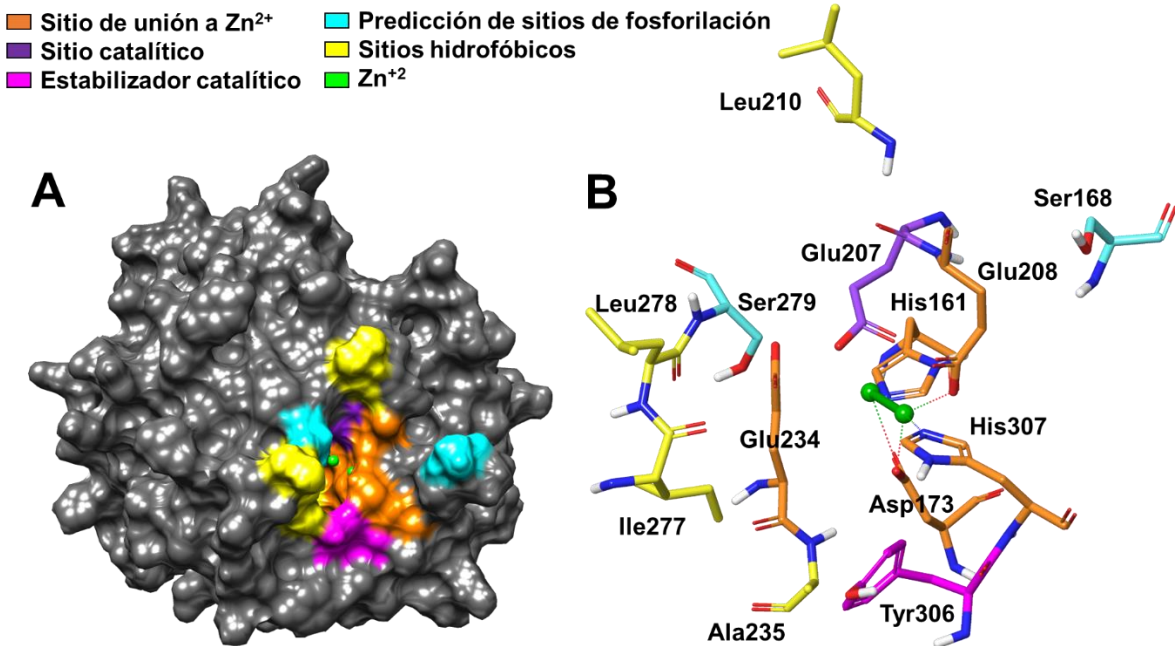 Sitio de unión a Zn²⁺
Sitio catalítico
Estabilizador catalítico
Predicción de sitios de fosforilación
Sitios hidrofóbicos
Zn⁺²
A
B
Leu210
Ser168
Glu207
Glu208
Leu278
Ser279
His161
Glu234
His307
Ile277
Asp173
Ala235
Tyr306